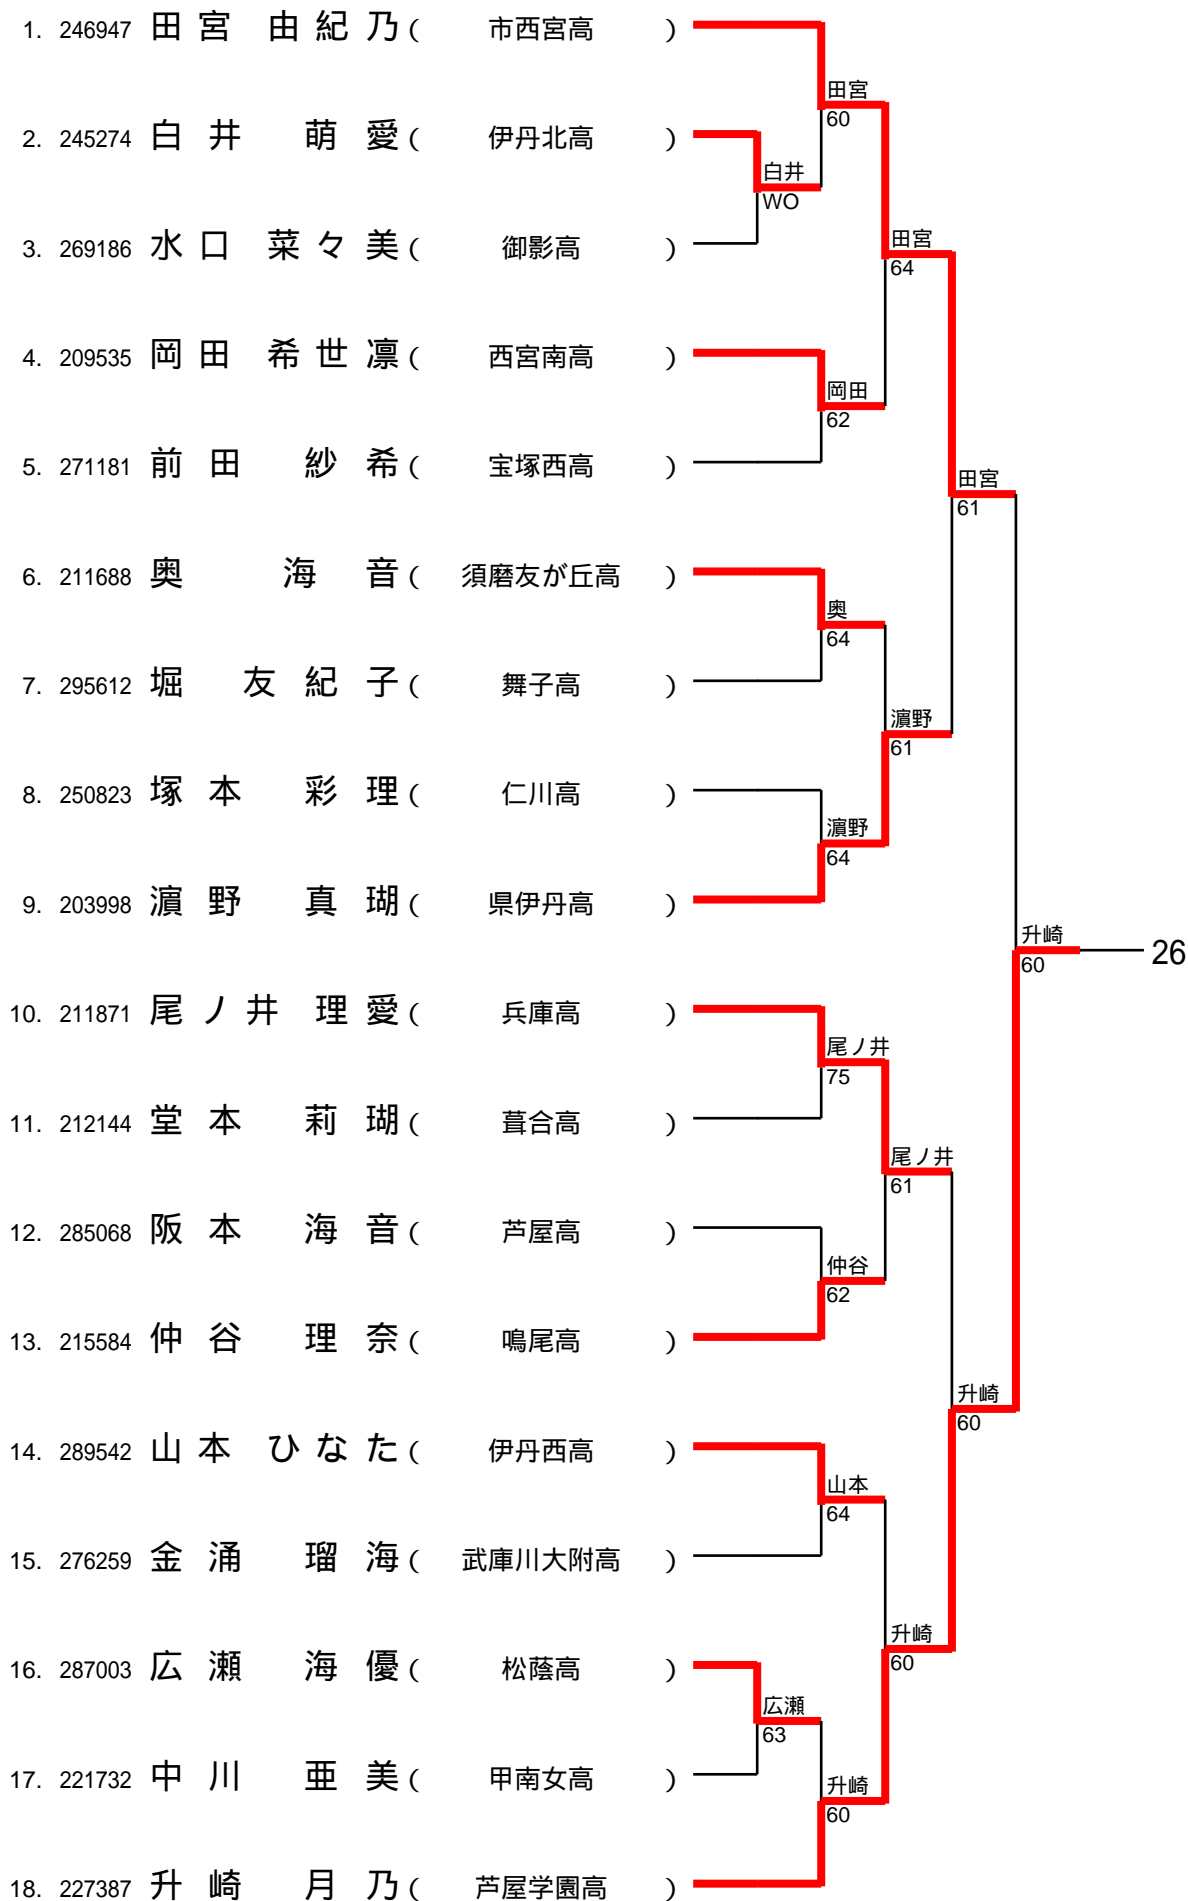 1. 246947 田宮 由紀乃 ( 市西宮高 )
田宮
60
2. 245274 白井 萌愛 ( 伊丹北高 )
白井
WO
3. 269186 水口 菜々美 ( 御影高 )
田宮
64
4. 209535 岡田 希世凛 ( 西宮南高 )
岡田
62
5. 271181 前田 紗希 ( 宝塚西高 )
田宮
61
6. 211688 奥 海音 ( 須磨友が丘高 )
奥
64
7. 295612 堀 友紀子 ( 舞子高 )
濵野
61
8. 250823 塚本 彩理 ( 仁川高 )
濵野
64
9. 203998 濵野 真瑚 ( 県伊丹高 )
升崎
60
26
10. 211871 尾ノ井 理愛 ( 兵庫高 )
尾ノ井
75
11. 212144 堂本 莉瑚 ( 葺合高 )
尾ノ井
61
12. 285068 阪本 海音 ( 芦屋高 )
仲谷
62
13. 215584 仲谷 理奈 ( 鳴尾高 )
升崎
60
14. 289542 山本 ひなた ( 伊丹西高 )
山本
64
15. 276259 金涌 瑠海 ( 武庫川大附高 )
升崎
60
16. 287003 広瀬 海優 ( 松蔭高 )
広瀬
63
17. 221732 中川 亜美 ( 甲南女高 )
升崎
60
18. 227387 升崎 月乃 ( 芦屋学園高 )